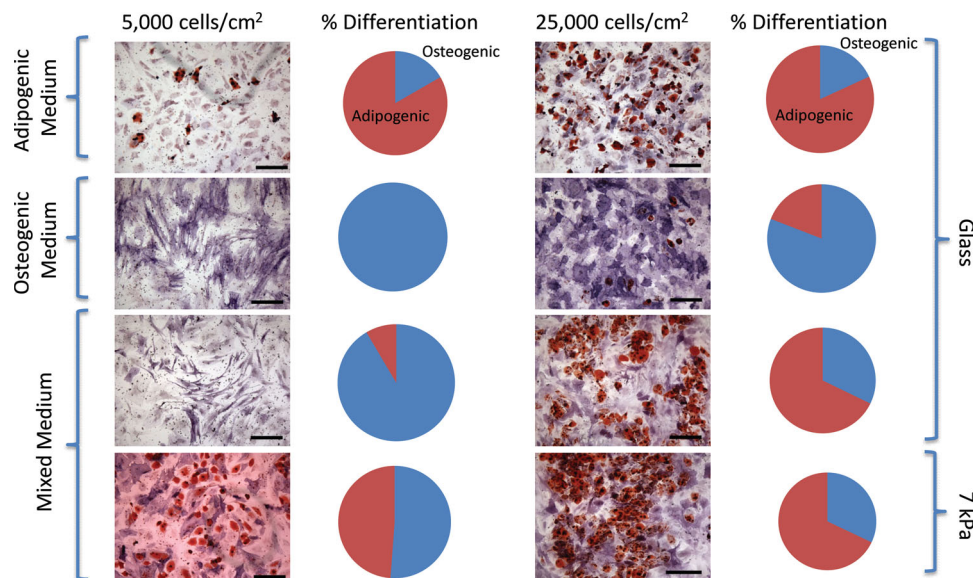 5,000 cells/cm²
% Differentiation
25,000 cells/cm²
% Differentiation
Adipogenic
Medium
Osteogenic
Adipogenic
Osteogenic
Adipogenic
Osteogenic
Medium
Glass
Mixed Medium
7 kPa